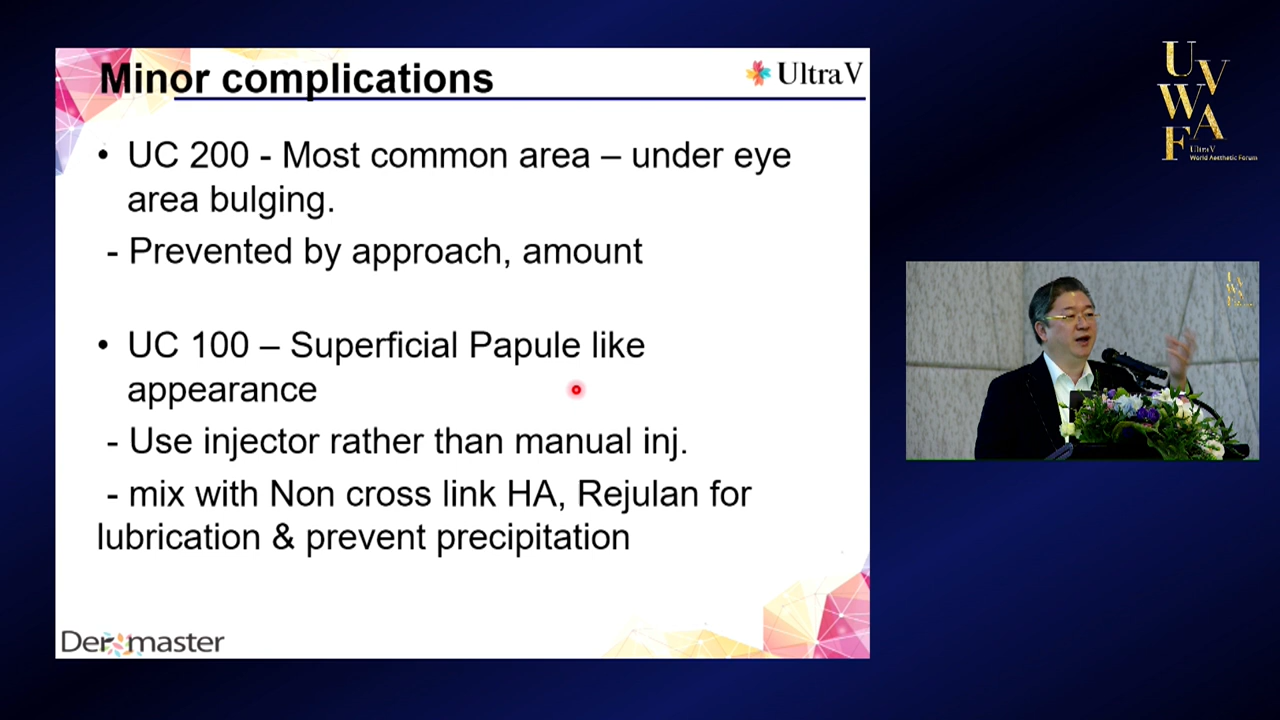 Minor complications
UltraV
• UC 200 - Most common area – under eye
area bulging.
- Prevented by approach, amount
• UC 100 – Superficial Papule like
appearance
- Use injector rather than manual inj.
- mix with Non cross link HA, Rejulan for
lubrication & prevent precipitation
Dermaster
U V
W A
F
UltraV
World Aesthetic Forum